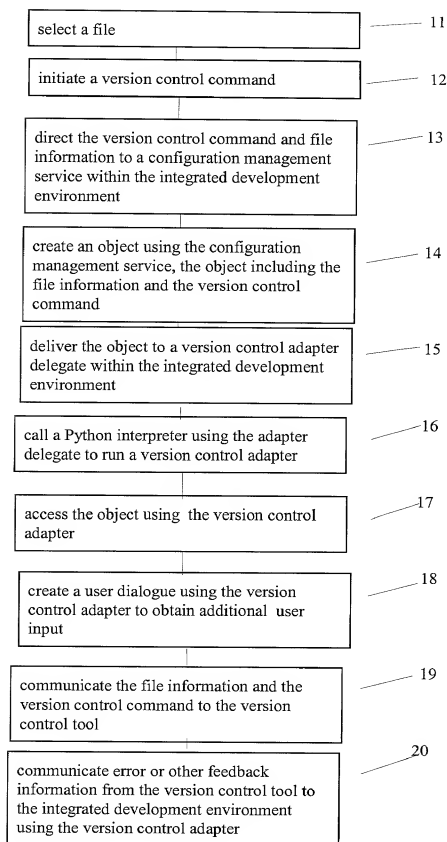 select a file
11
initiate a version control command
12
direct the version control command and file
information to a configuration management
service within the integrated development
environment
13
create an object using the configuration
management service, the object including the
file information and the version control
command
14
deliver the object to a version control adapter
delegate within the integrated development
environment
15
call a Python interpreter using the adapter
delegate to run a version control adapter
16
access the object using the version control
adapter
17
create a user dialogue using the version
control adapter to obtain additional user
input
18
communicate the file information and the
version control command to the version
control tool
19
communicate error or other feedback
information from the version control tool to
the integrated development environment
using the version control adapter
20